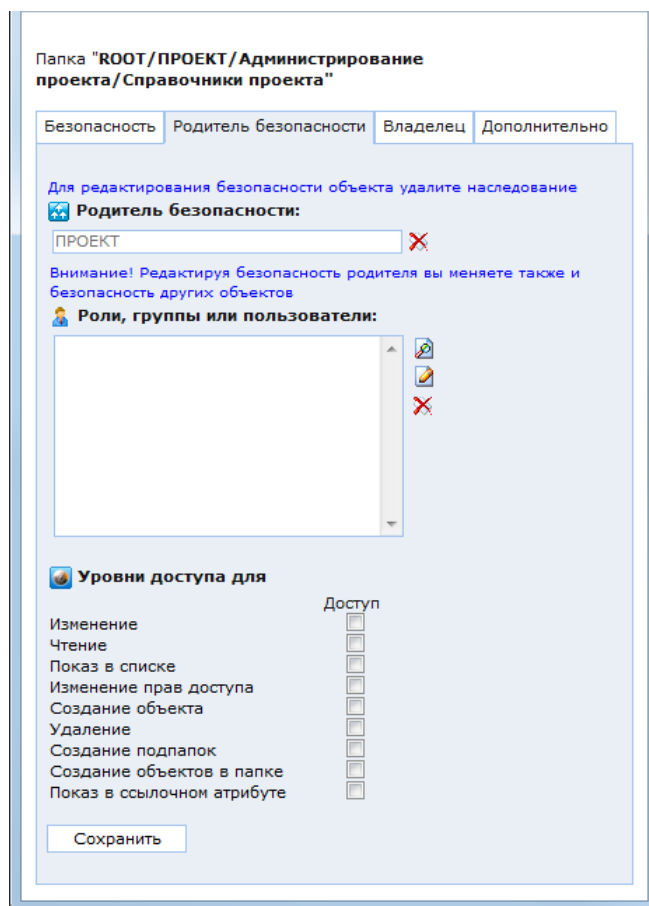 Папка "ROOT/ПРОЕКТ/Администрирование
проекта/Справочники проекта"
Безопасность
Родитель безопасности
Владелец
Дополнительно
Для редактирования безопасности объекта удалите наследование
Родитель безопасности:
ПРОЕКТ
Внимание! Редактируя безопасность родителя вы меняете также и
безопасность других объектов
Роли, группы или пользователи:
Уровни доступа для
Доступ
Изменение
Чтение
Показ в списке
Изменение прав доступа
Создание объекта
Удаление
Создание подпапок
Создание объектов в папке
Показ в ссылочном атрибуте
Сохранить